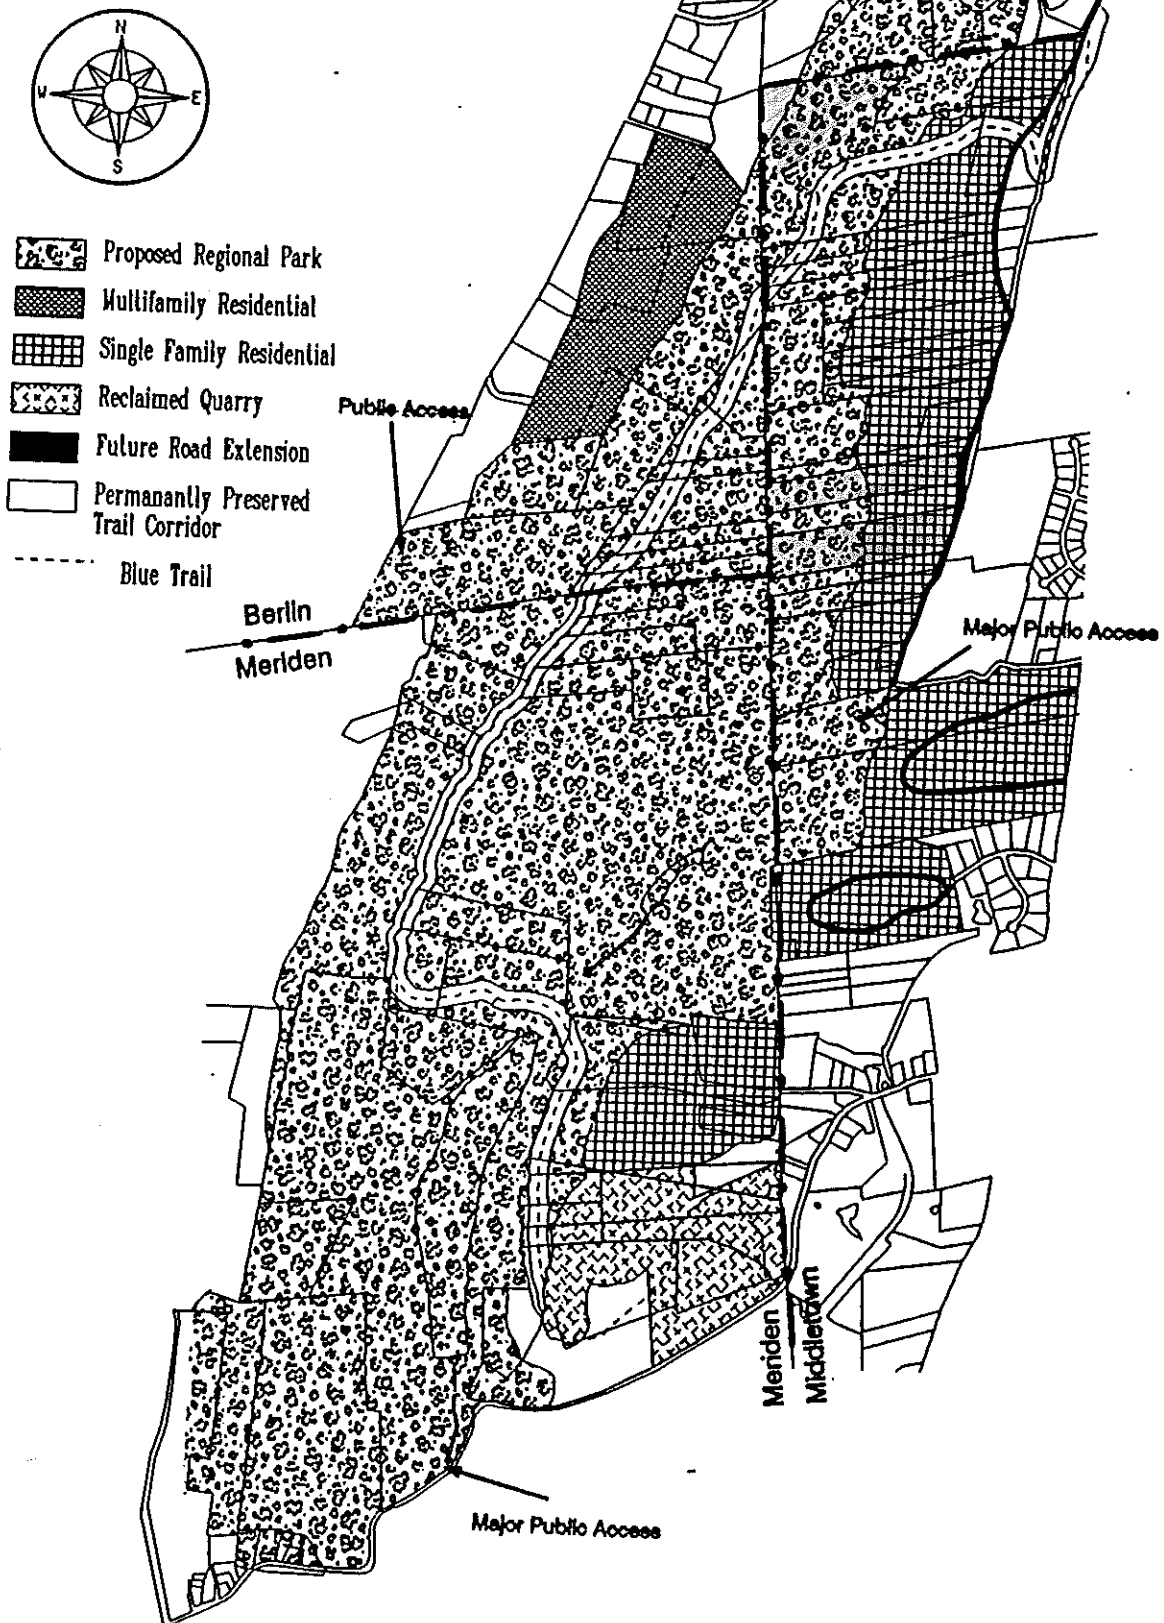 N
W
E
S
Proposed Regional Park
Multifamily Residential
Single Family Residential
Reclaimed Quarry
Future Road Extension
Permanantly Preserved
Trail Corridor
Blue Trail
Public Access
Berlin
Meriden
Major Public Access
Meriden
Middletown
Major Public Access